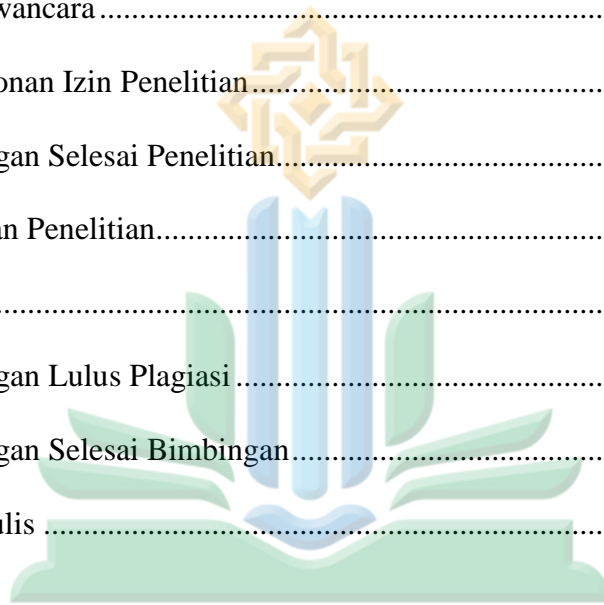 wancara......................................................................
onan Izin Penelitian..................................................
gan Selesai Penelitian..............................................
an Penelitian..............................................................
....................................................................................
gan Lulus Plagiasi....................................................
gan Selesai Bimbingan............................................
ulis ............................................................................